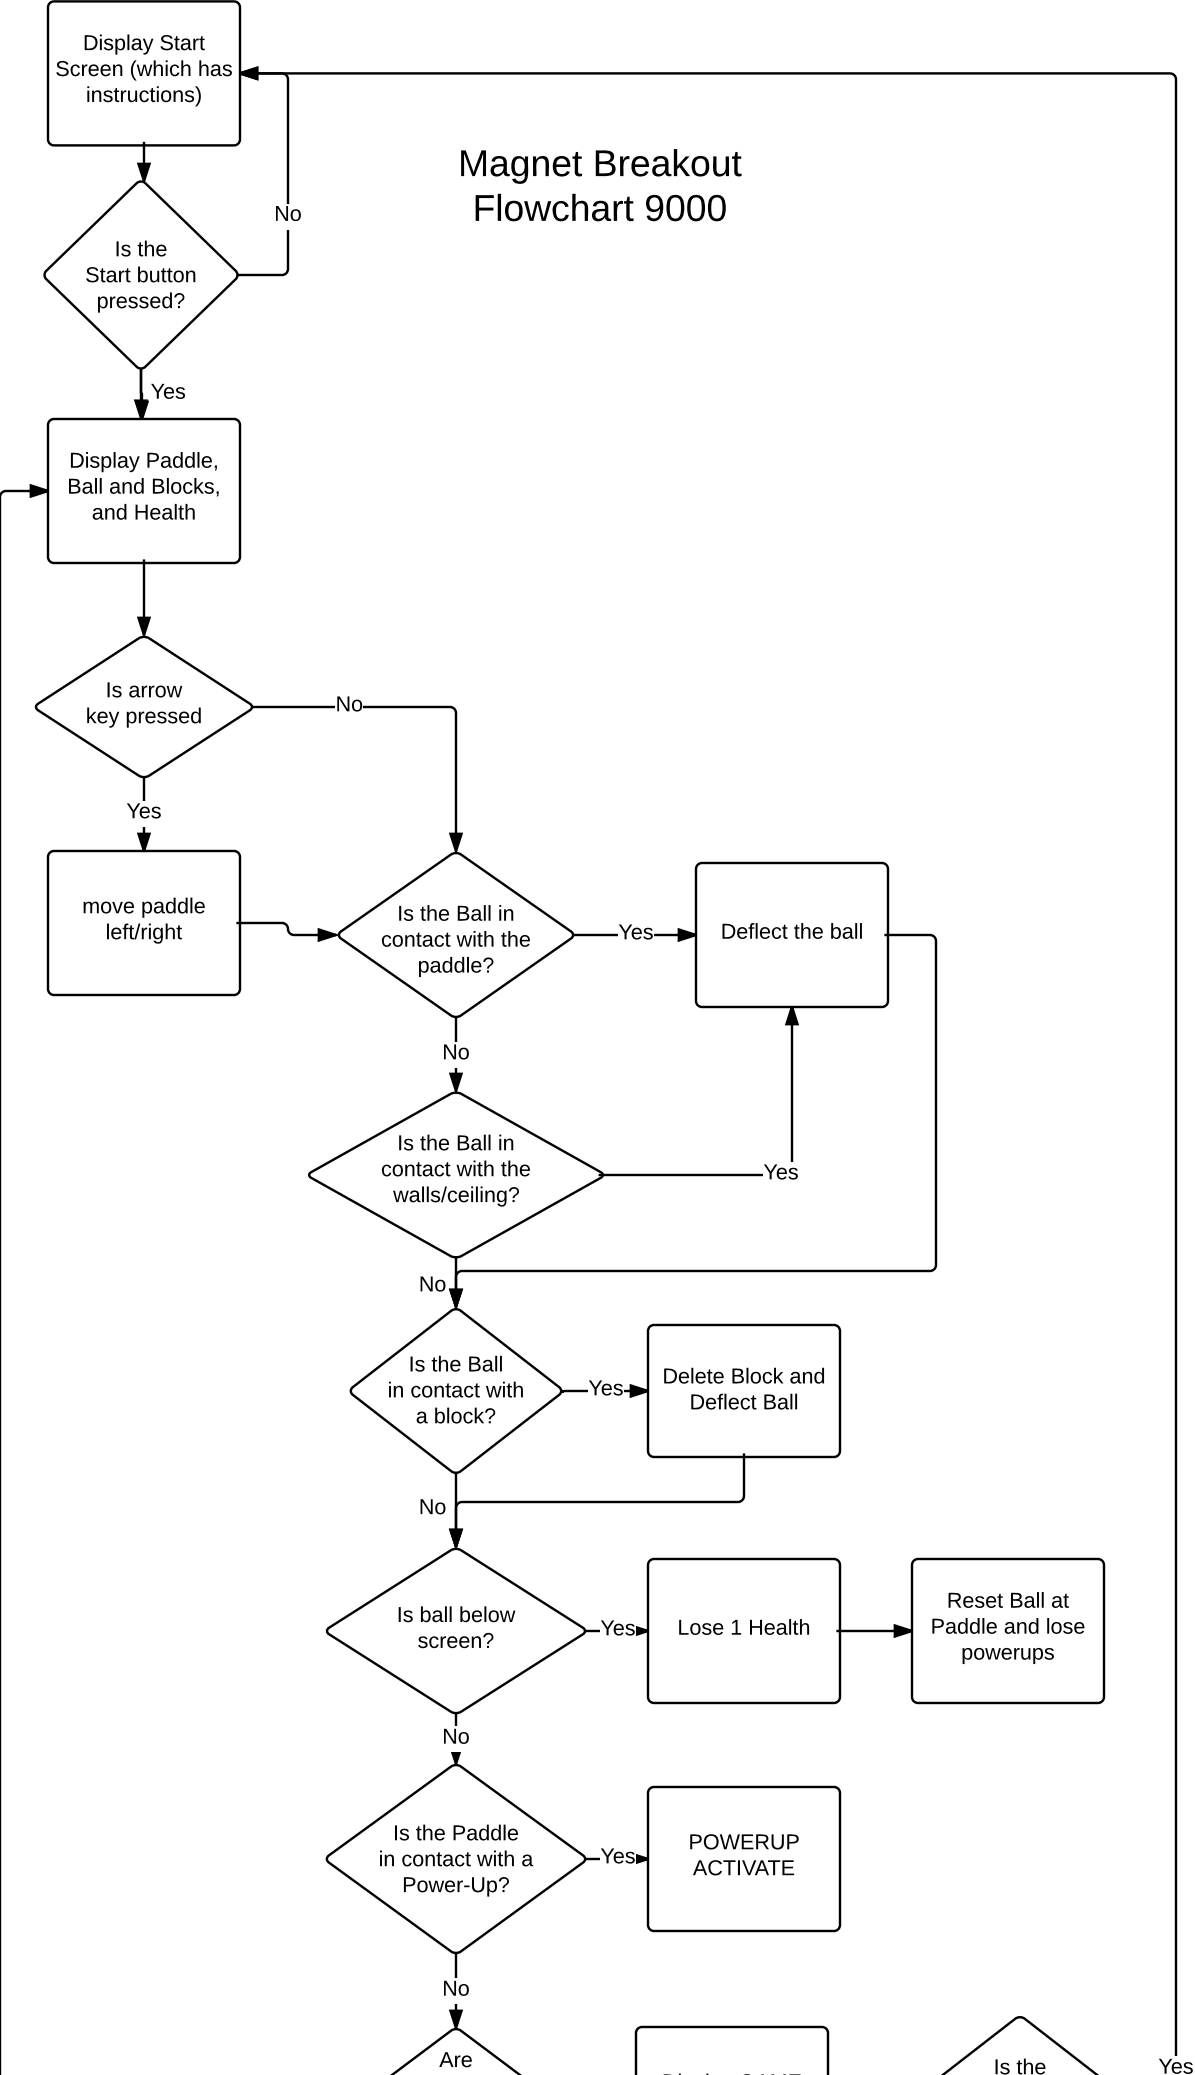 Display Start
Screen (which has
instructions)
Magnet Breakout
Flowchart 9000
No
Is the
Start button
pressed?
Yes
Display Paddle,
Ball and Blocks,
and Health
Is arrow
key pressed
No
Yes
move paddle
left/right
Is the Ball in
contact with the
paddle?
Yes
Deflect the ball
No
Is the Ball in
contact with the
walls/ceiling?
Yes
No
Is the Ball
in contact with
a block?
Yes
Delete Block and
Deflect Ball
No
Is ball below
screen?
Yes
Lose 1 Health
Reset Ball at
Paddle and lose
powerups
No
Is the Paddle
in contact with a
Power-Up?
Yes
POWERUP
ACTIVATE
No
Are
Is the
Yes